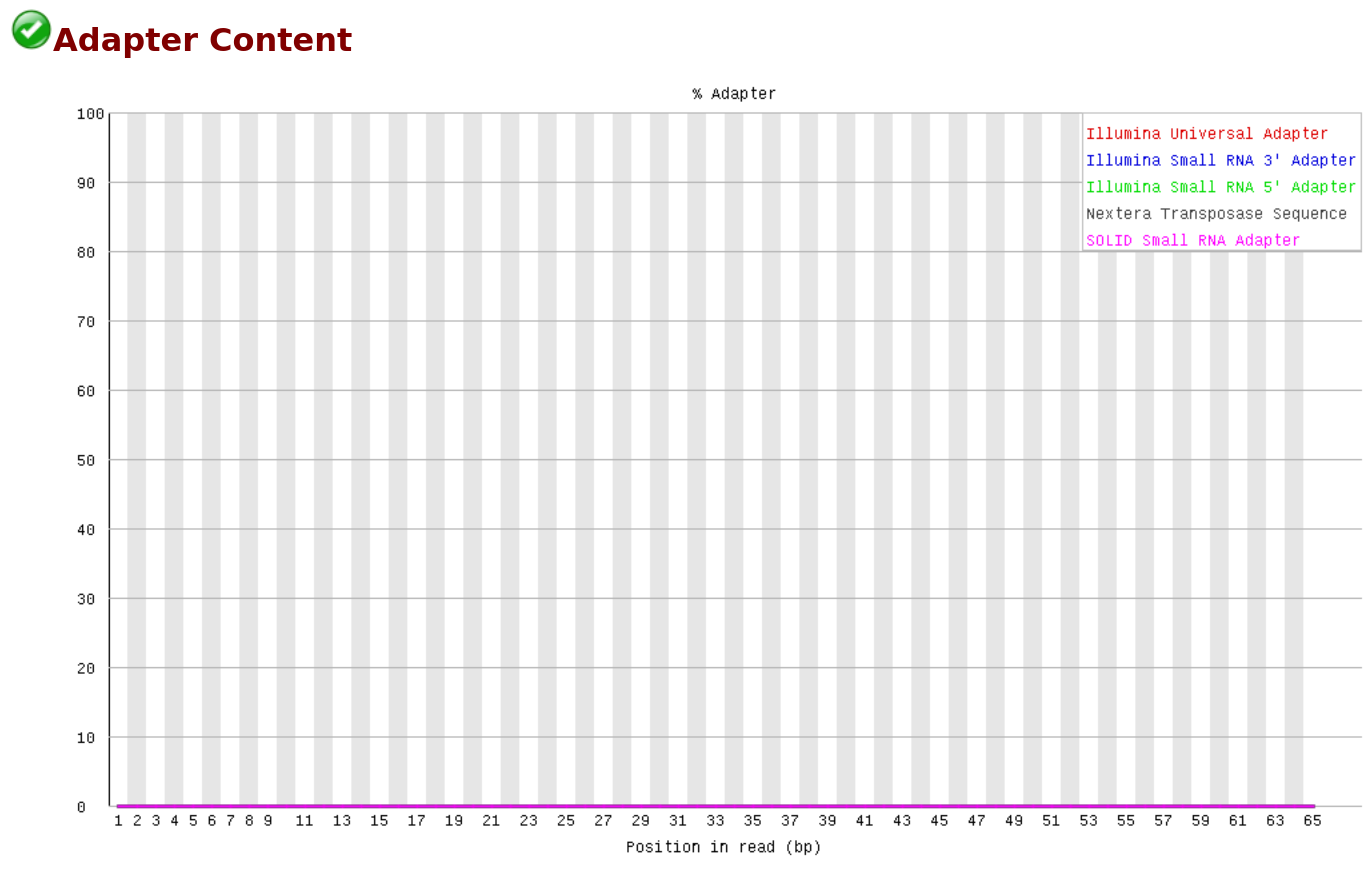 Adapter Content
% Adapter
100
90
80
70
60
50
40
30
20
10
0
Illumina Universal Adapter
Illumina Small RNA 3' Adapter
Illumina Small RNA 5' Adapter
Nextera Transposase Sequence
SOLID Small RNA Adapter
1 2 3 4 5 6 7 8 9 11 13 15 17 19 21 23 25 27 29 31 33 35 37 39 41 43 45 47 49 51 53 55 57 59 61 63 65
Position in read (bp)